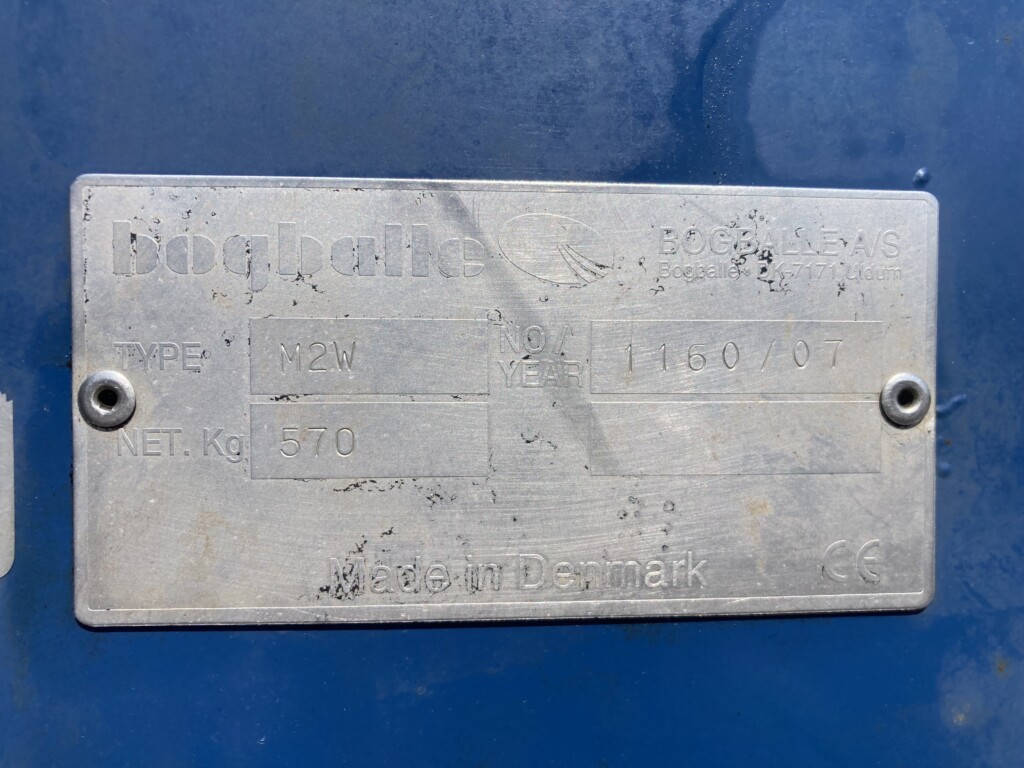 bogballe
BOGBALLE A/S
Bogballe · DK-7171 Uldum
TYPE M2W NO/YEAR 1160/07
NET. Kg 570
Made in Denmark CE